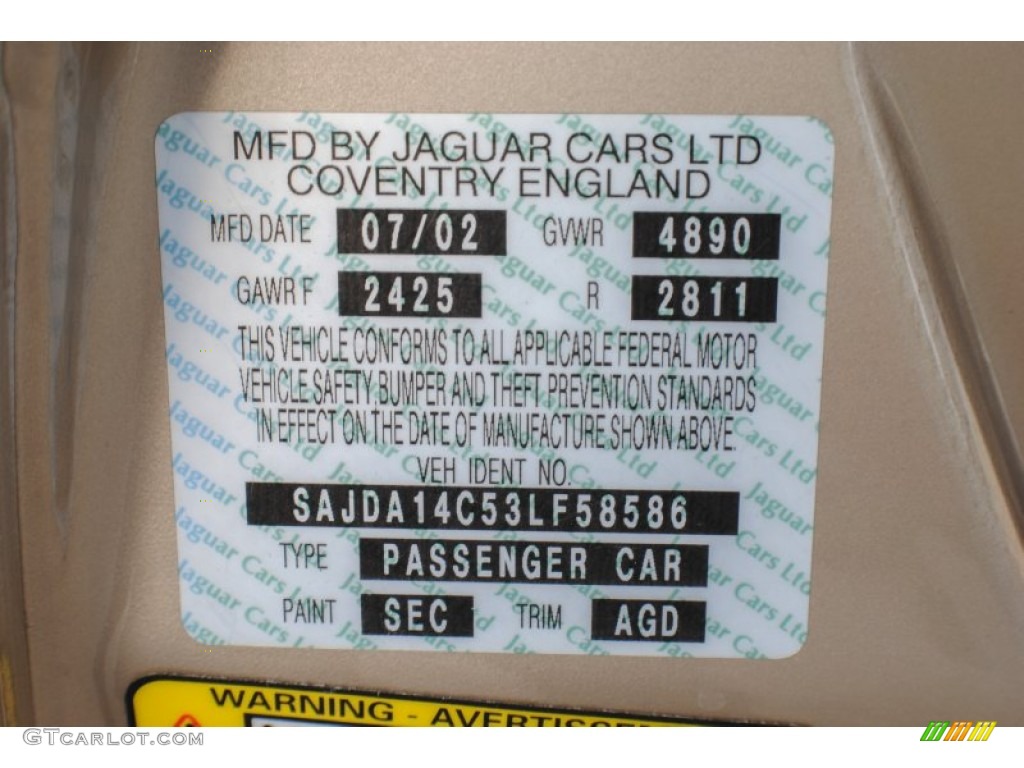 MFD BY JAGUAR CARS LTD
COVENTRY ENGLAND
MFD DATE 07/02 GVWR 4890
GAWR F 2425 R 2811
THIS VEHICLE CONFORMS TO ALL APPLICABLE FEDERAL MOTOR
VEHICLE SAFETY BUMPER AND THEFT PREVENTION STANDARDS
IN EFFECT ON THE DATE OF MANUFACTURE SHOWN ABOVE.
VEH IDENT NO.
SAJDA14C53LF58586
TYPE PASSENGER CAR
PAINT SEC TRIM AGD
WARNING - 
GTcarlot.com